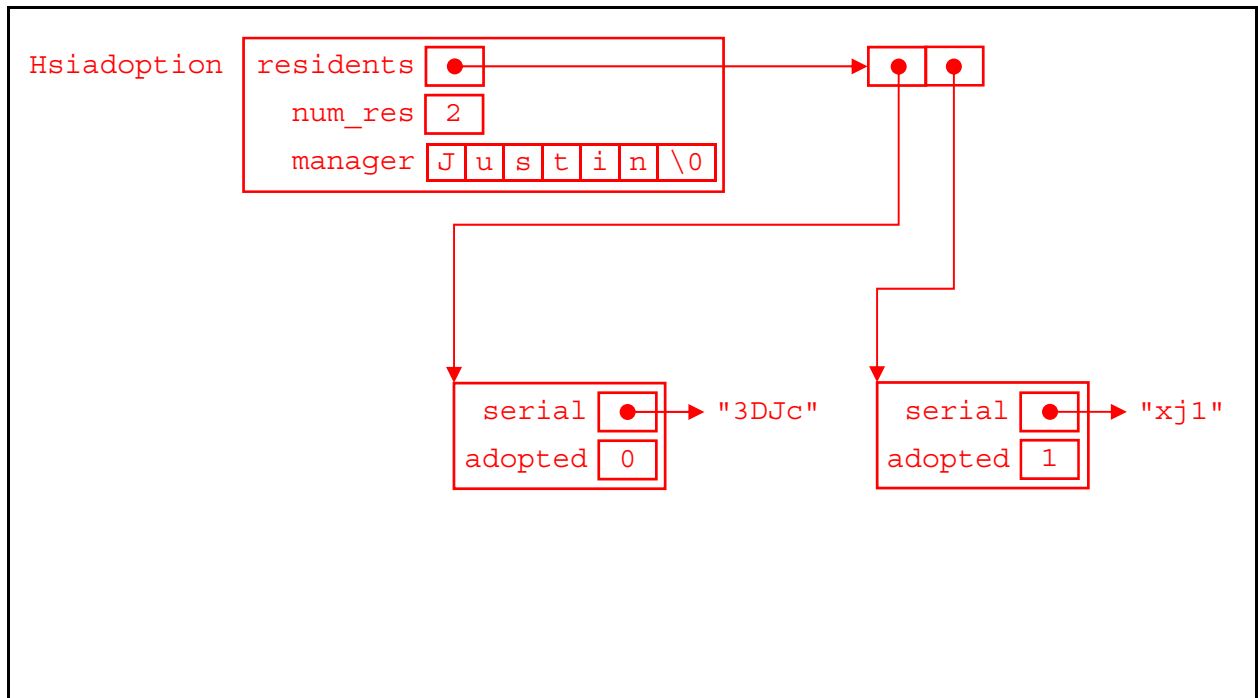 Hsiadoption residents
num_res 2
manager J u s t i n \0
serial "3DJc" serial "xj1"
adopted 0 adopted 1